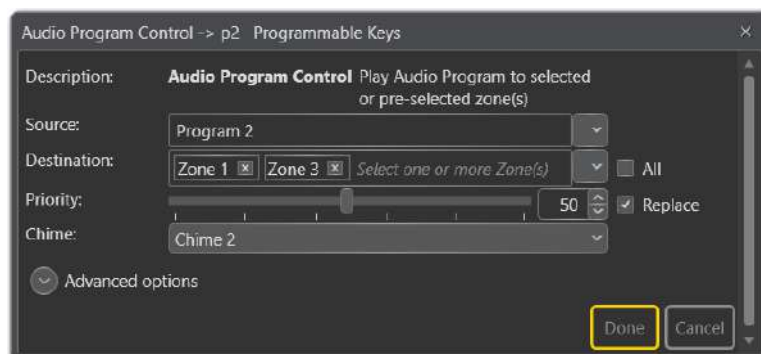 Audio Program Control -> p2 Programmable Keys
Description: Audio Program Control Play Audio Program to selected
or pre-selected zone(s)
Source: Program 2
Destination: Zone 1 x Zone 3 x Select one or more Zone(s) All
Priority: 50 Replace
Chime: Chime 2
Advanced options
Done Cancel